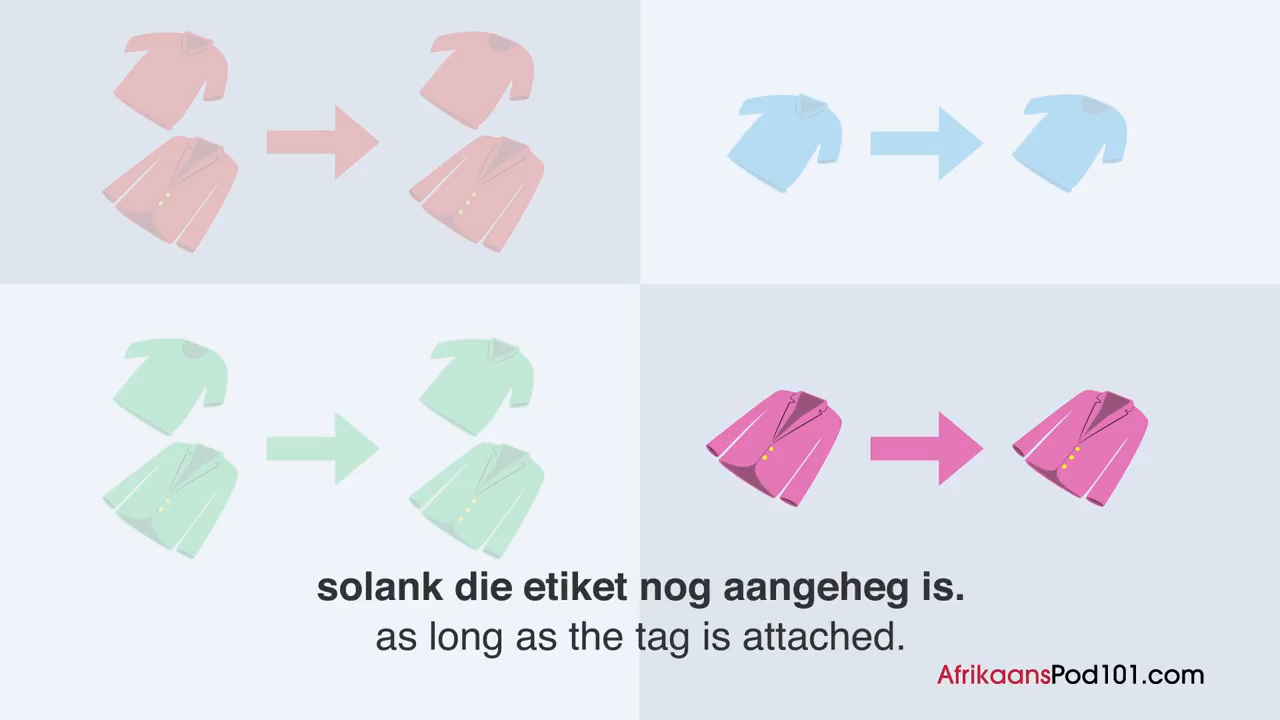 solank die etiket nog aangeheg is.
as long as the tag is attached.
AfrikaansPod101.com